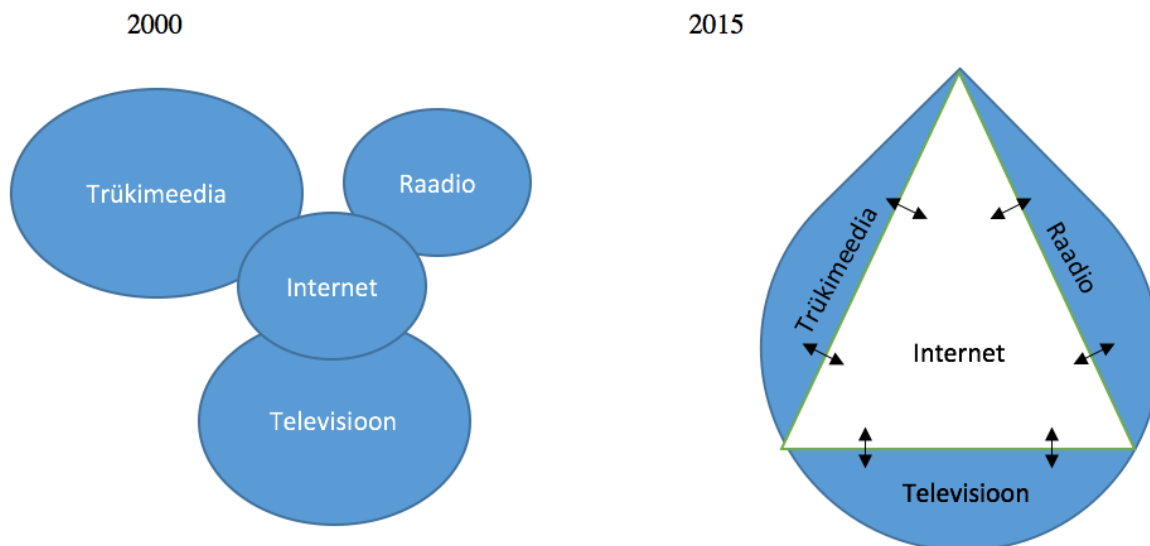 2000
Trükimeedia
Raadio
Internet
Televisioon
2015
Trükimeedia
Raadio
Internet
Televisioon